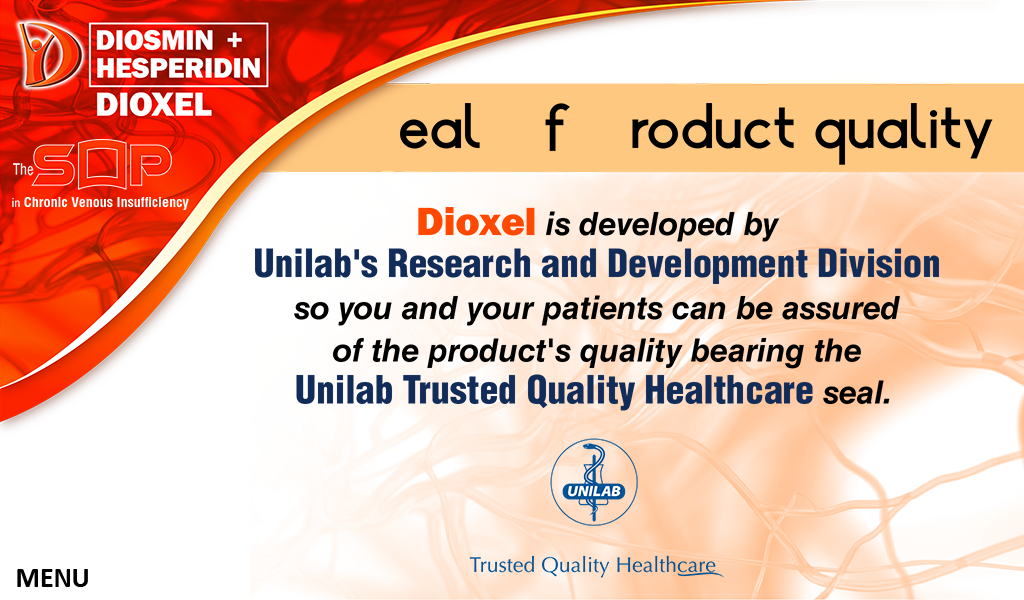 DIOSMIN +
HESPERIDIN
DIOXEL
The SOP
in Chronic Venous Insufficiency
eal f roduct quality
Dioxel is developed by
Unilab's Research and Development Division
so you and your patients can be assured
of the product's quality bearing the
Unilab Trusted Quality Healthcare seal.
UNILAB
Trusted Quality Healthcare
MENU